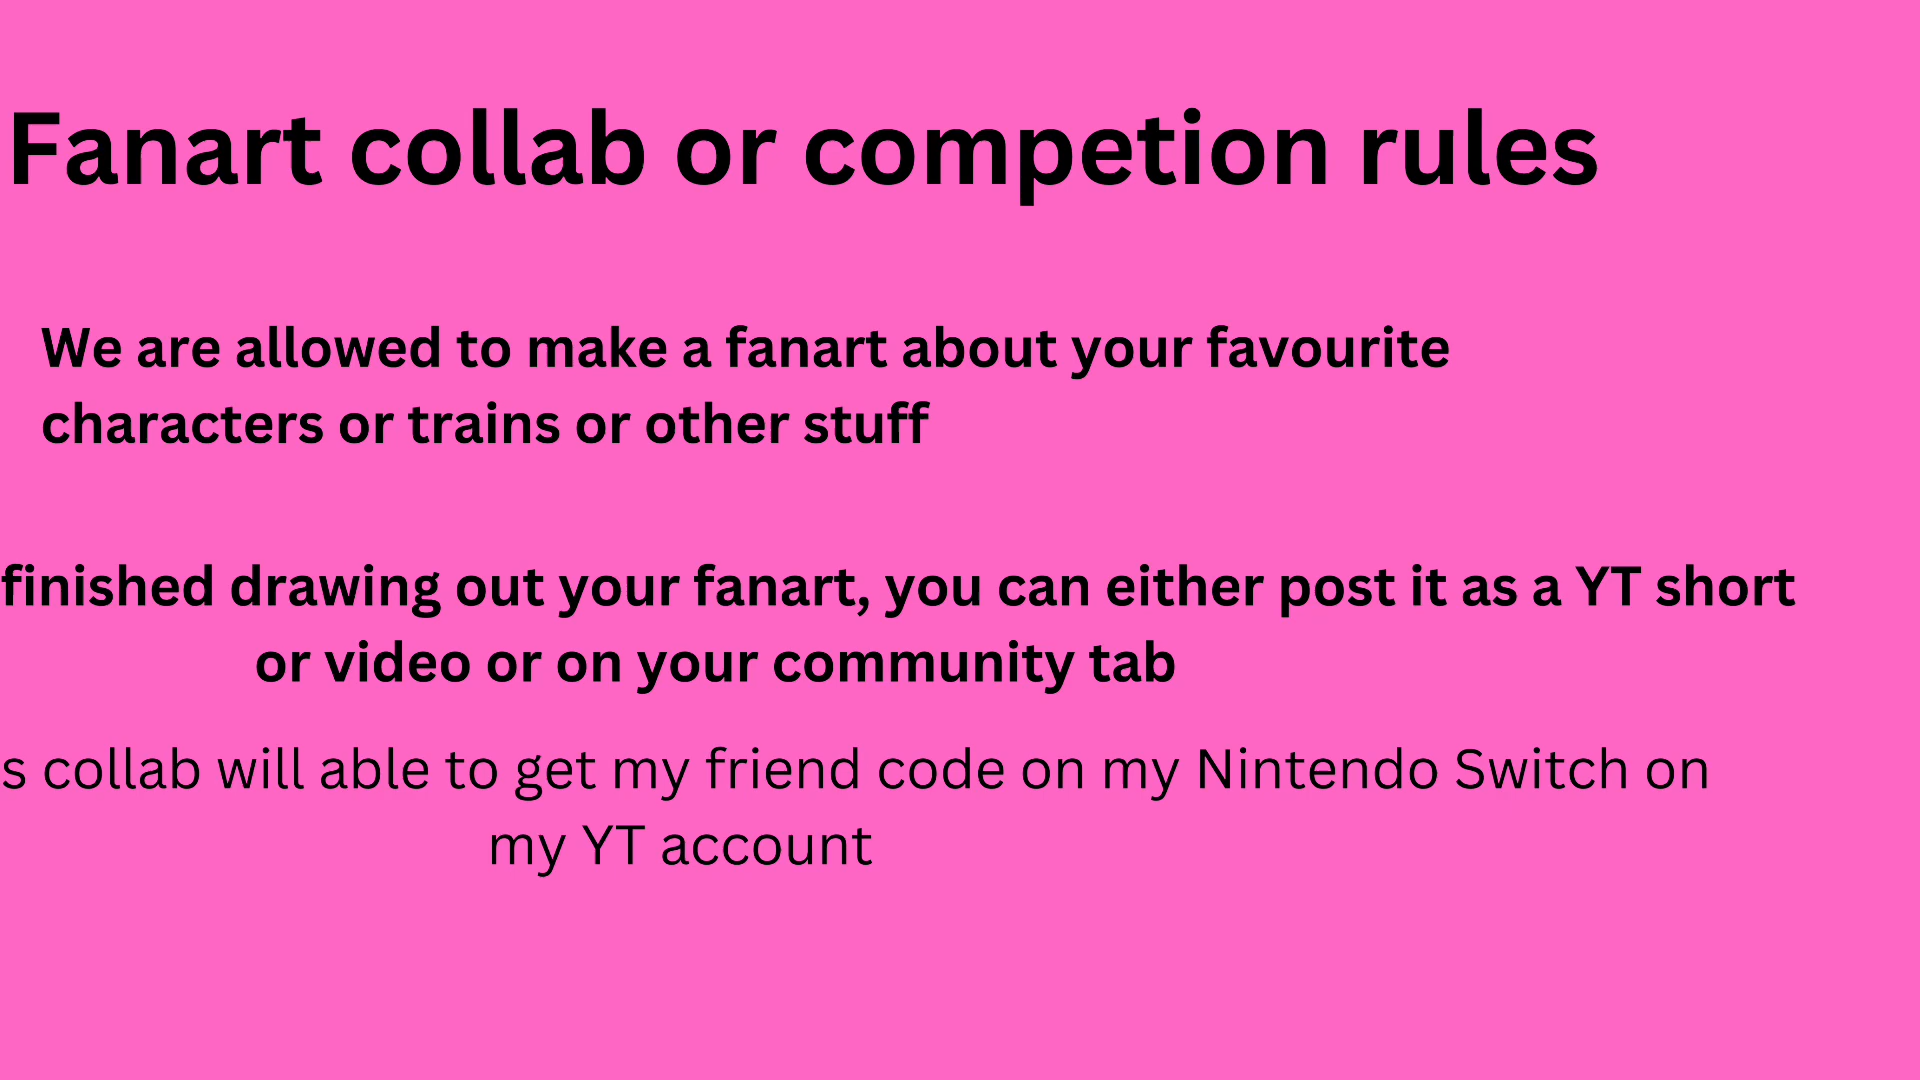 Fanart collab or competion rules
We are allowed to make a fanart about your favourite
characters or trains or other stuff
finished drawing out your fanart, you can either post it as a YT short
or video or on your community tab
s collab will able to get my friend code on my Nintendo Switch on
my YT account